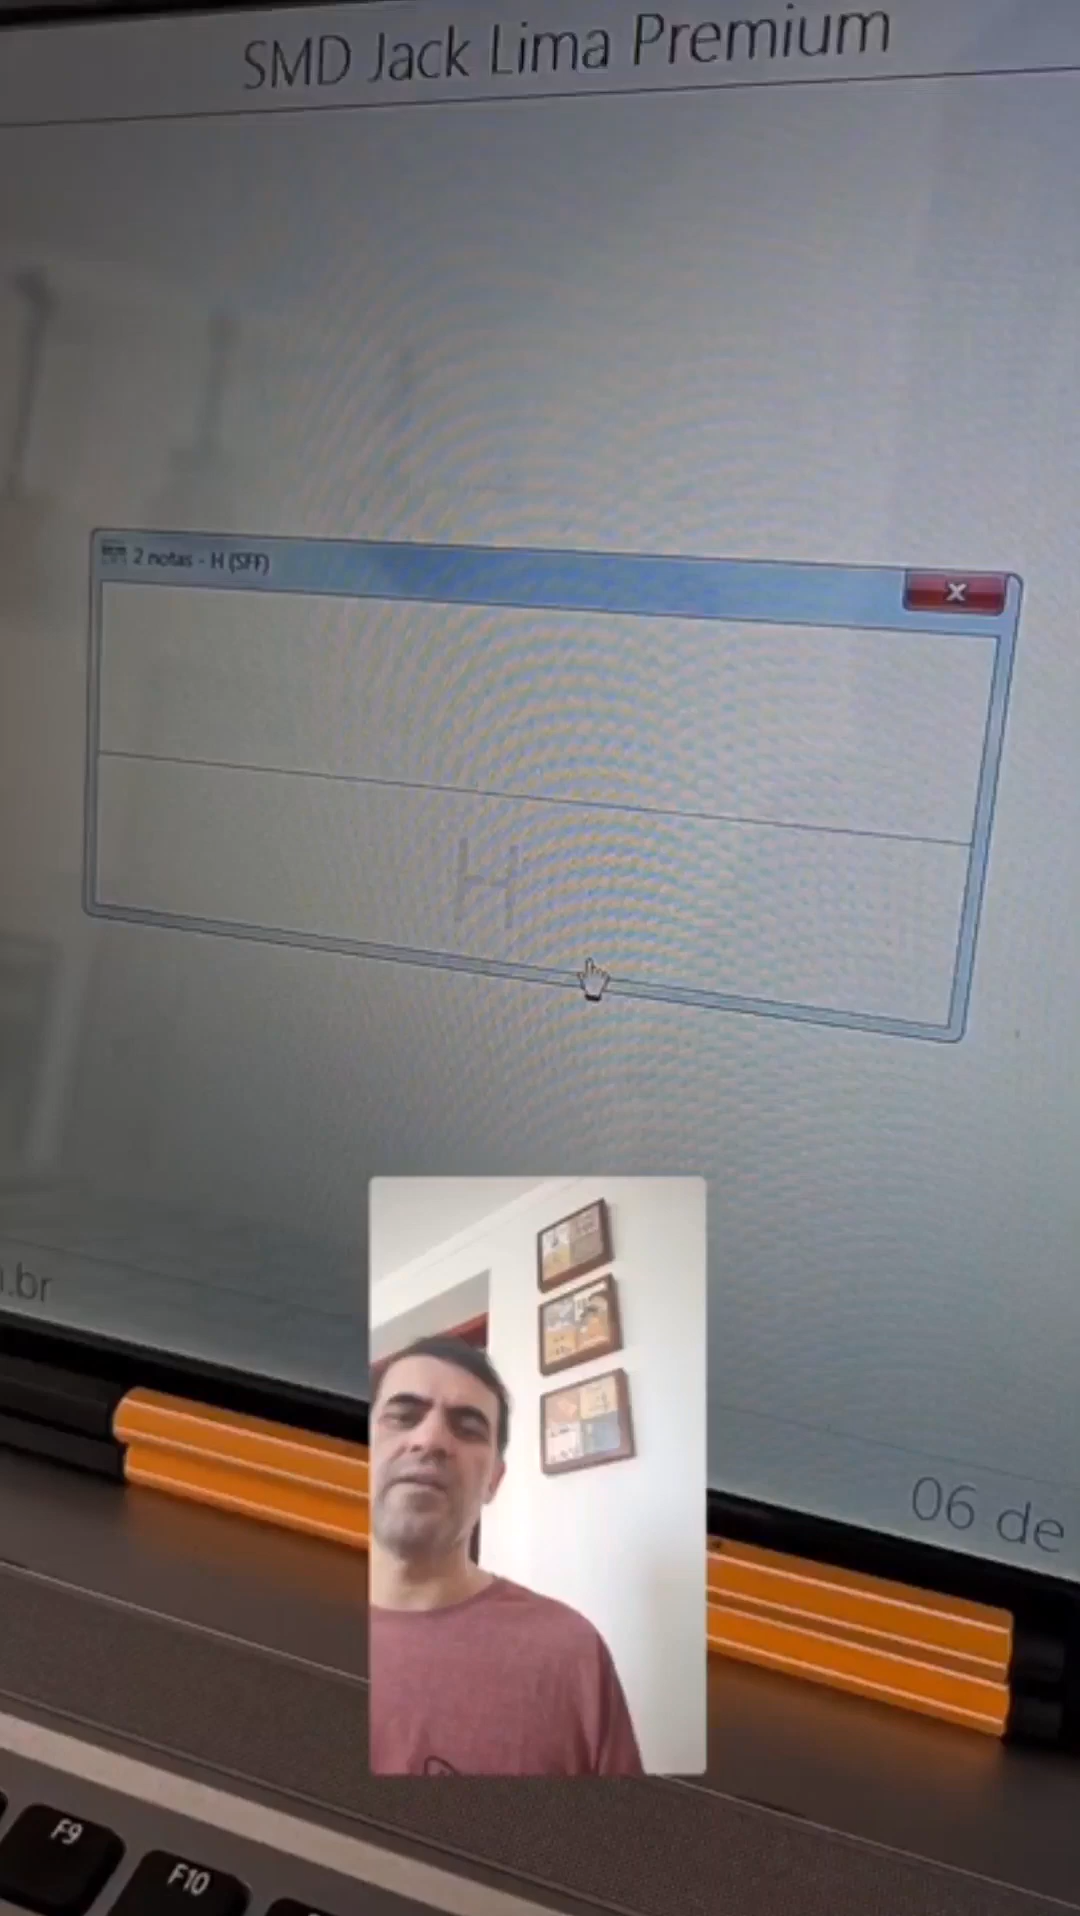 SMD Jack Lima Premium
2 notas - H (SFF)
H
.br
06 de
F9
F10